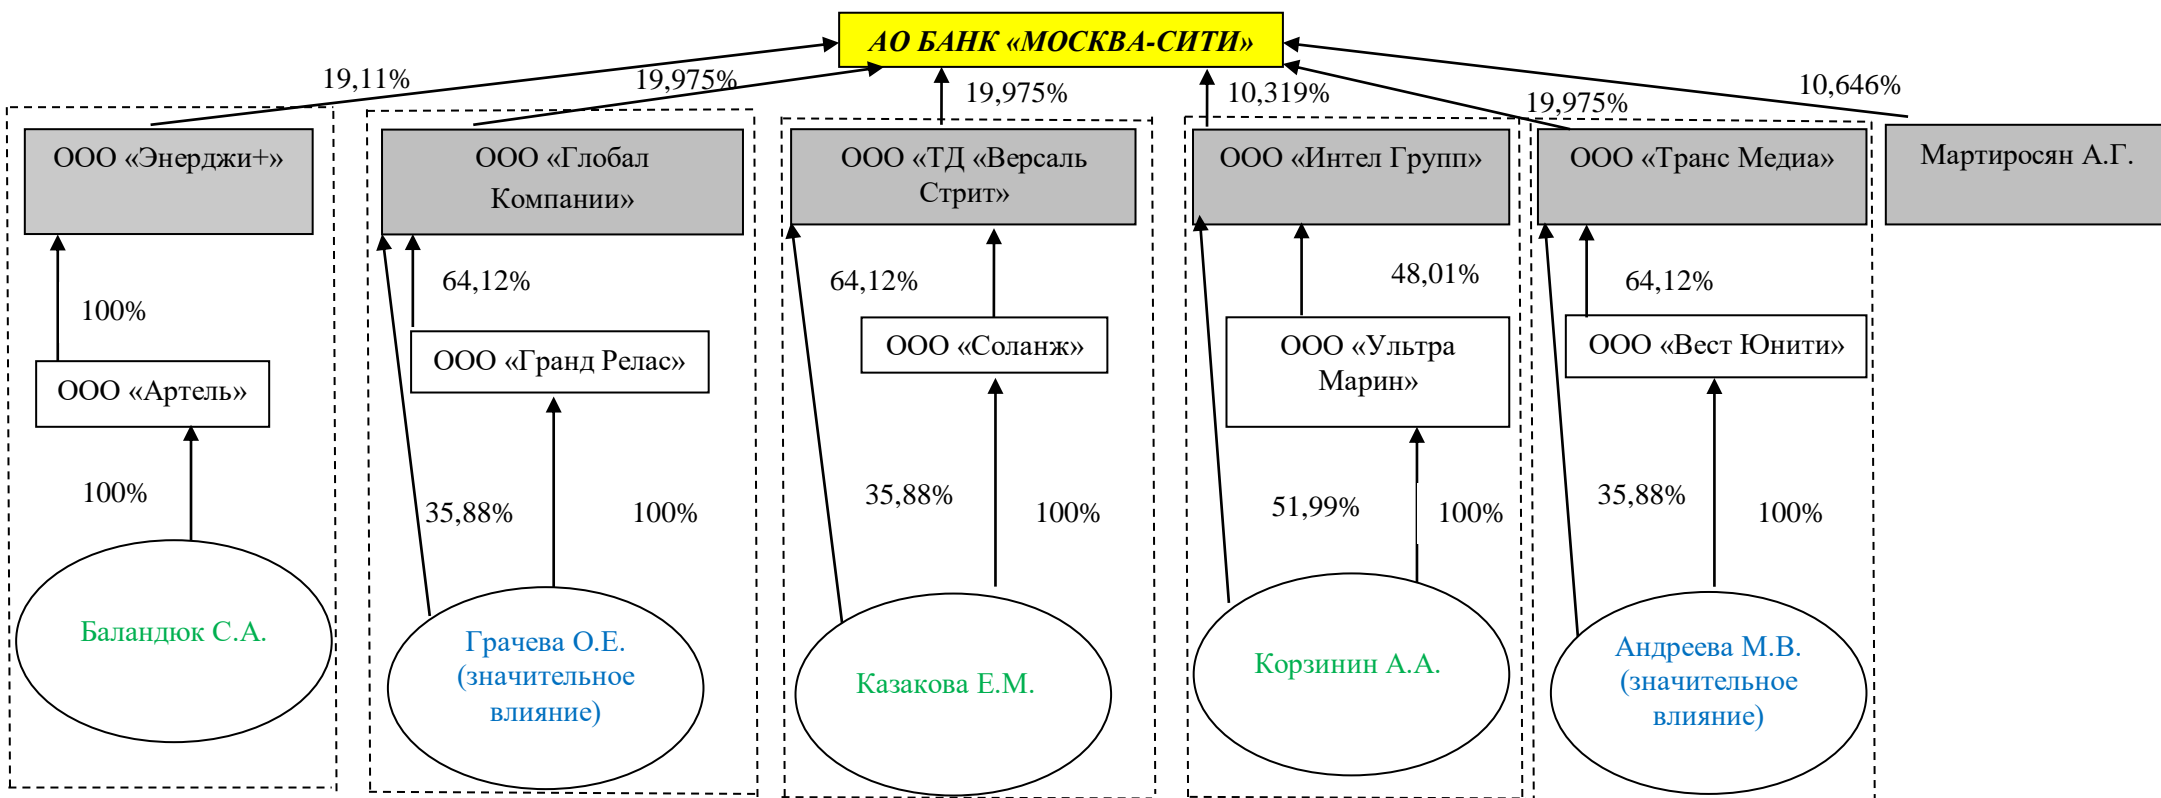 АО БАНК «МОСКВА-СИТИ»
19,11%
19,975%
19,975%
10,319%
19,975%
10,646%
ООО «Энерджи+»
ООО «Глобал
Компании»
ООО «ТД «Версаль
Стрит»
ООО «Интел Групп»
ООО «Транс Медиа»
Мартиросян А.Г.
100%
64,12%
64,12%
48,01%
64,12%
ООО «Артель»
ООО «Гранд Релас»
ООО «Соланж»
ООО «Ультра
Марин»
ООО «Вест Юнити»
100%
35,88%
100%
35,88%
100%
51,99%
100%
35,88%
100%
Баландюк С.А.
Грачева О.Е.
(значительное
влияние)
Казакова Е.М.
Корзинин А.А.
Андреева М.В.
(значительное
влияние)